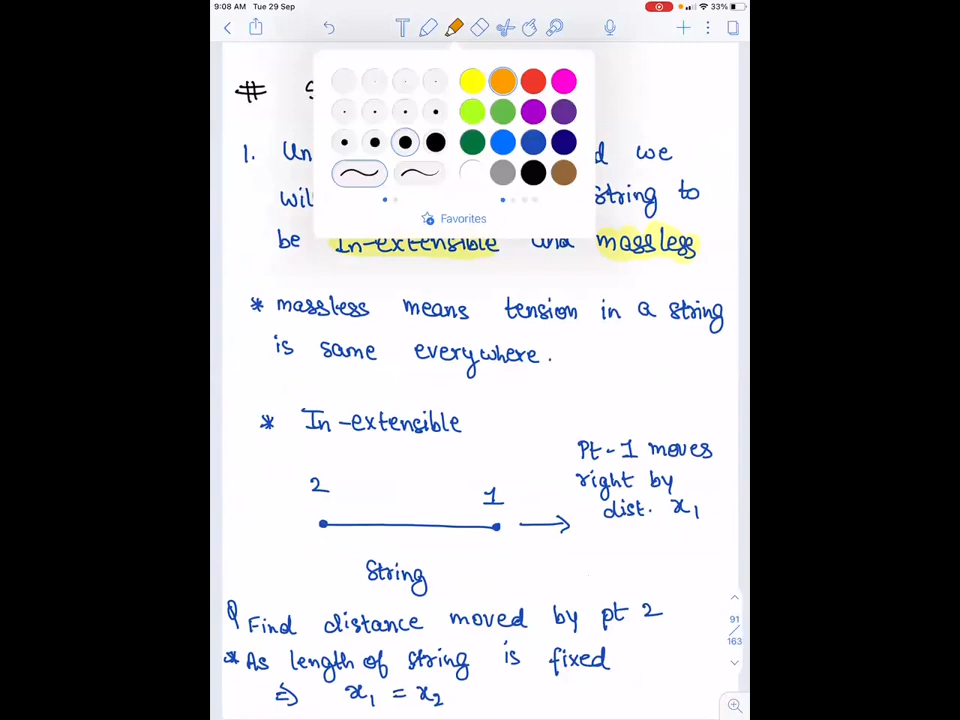 9:08 AM Tue 29 Sep
33%
#
1. we
String to
be In-extensible and massless
Favorites
* massless means tension in a string
is same everywhere.
* In-extensible
Pt-1 moves
right by
dist. x₁
2 1
String
Q Find distance moved by pt 2
* As length of string is fixed
⇒ x₁ = x₂
91
163